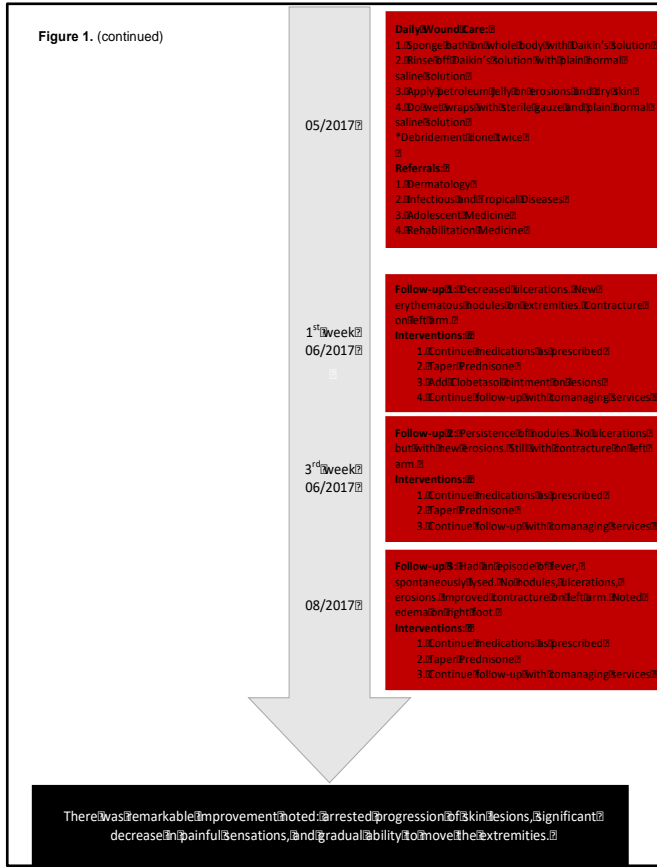 Figure 1. (continued)
05/2017
Daily Wound Care:
1. Sponge bath on whole body with Daikin's solution
2. Rinse off Daikin's solution with plain normal
saline solution
3. Apply petroleum jelly on erosions and dry skin
4. Do wet wraps with sterile gauze and plain normal
saline solution
*Debridement done twice
Referrals:
1. Dermatology
2. Infectious and Tropical Diseases
3. Adolescent Medicine
4. Rehabilitation Medicine
1st week
06/2017
Follow-up 1: Decreased ulcerations. New
erythematous nodules on extremities. Contracture
on left arm.
Interventions:
1. Continue medications as prescribed
2. Taper Prednisone
3. Add Clobetasol ointment on lesions
4. Continue follow-up with comanaging services
3rd week
06/2017
Follow-up 2: Persistence of nodules. No ulcerations
but with new erosions. Still with contracture on left
arm.
Interventions:
1. Continue medications as prescribed
2. Taper Prednisone
3. Continue follow-up with comanaging services
08/2017
Follow-up 3: Had an episode of fever,
spontaneously lysed. No nodules, ulcerations,
erosions. Improved contracture on left arm. Noted
edema on right foot.
Interventions:
1. Continue medications as prescribed
2. Taper Prednisone
3. Continue follow-up with comanaging services
There was remarkable improvement noted: arrested progression of skin lesions, significant
decrease in painful sensations, and gradual ability to move the extremities.